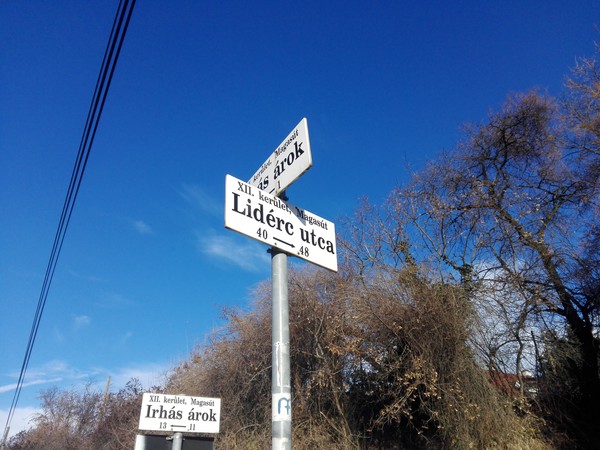 kerület, Magasút
árok
XII. kerület, Magasút
Lidérc utca
40 48
XII. kerület, Magasút
Irhás árok
13 11